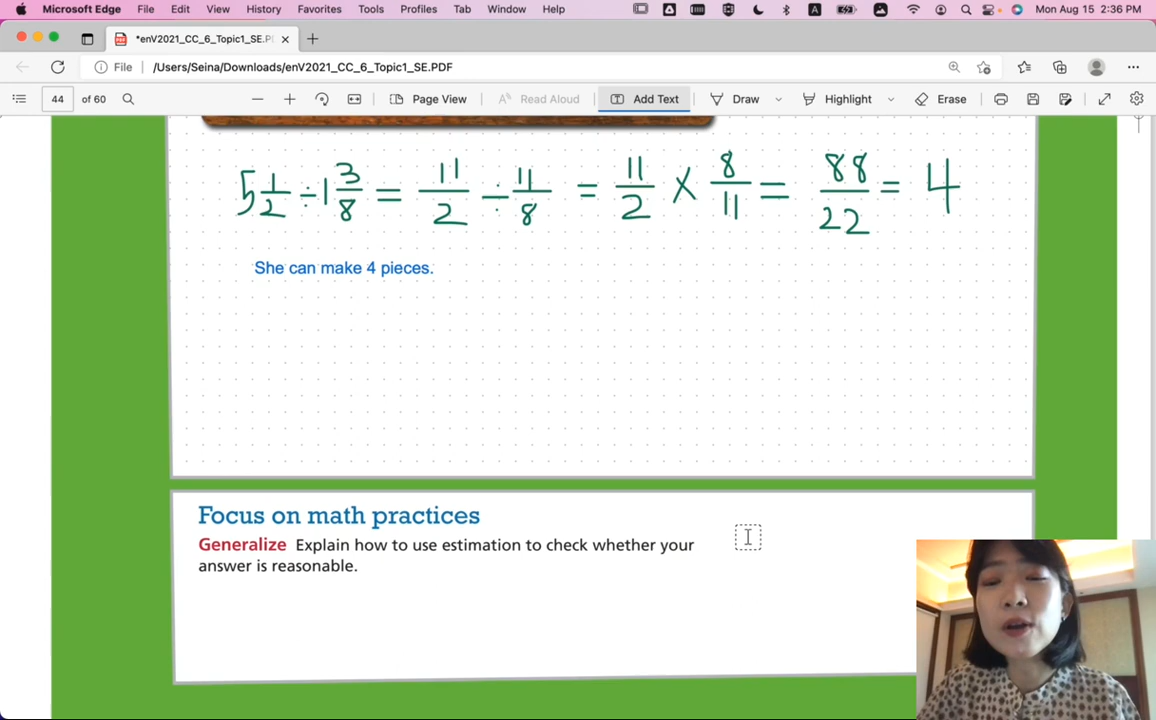 Microsoft Edge File Edit View History Favorites Tools Profiles Tab Window Help A Mon Aug 15 2:36 PM
*enV2021_CC_6_Topic1_SE.P
File /Users/Seina/Downloads/enV2021_CC_6_Topic1_SE.PDF
44 of 60 Page View Read Aloud Add Text Draw Highlight Erase
5 1/2 ÷ 1 3/8 = 11/2 ÷ 11/8 = 11/2 × 8/11 = 88/22 = 4
She can make 4 pieces.
Focus on math practices
Generalize Explain how to use estimation to check whether your
answer is reasonable.